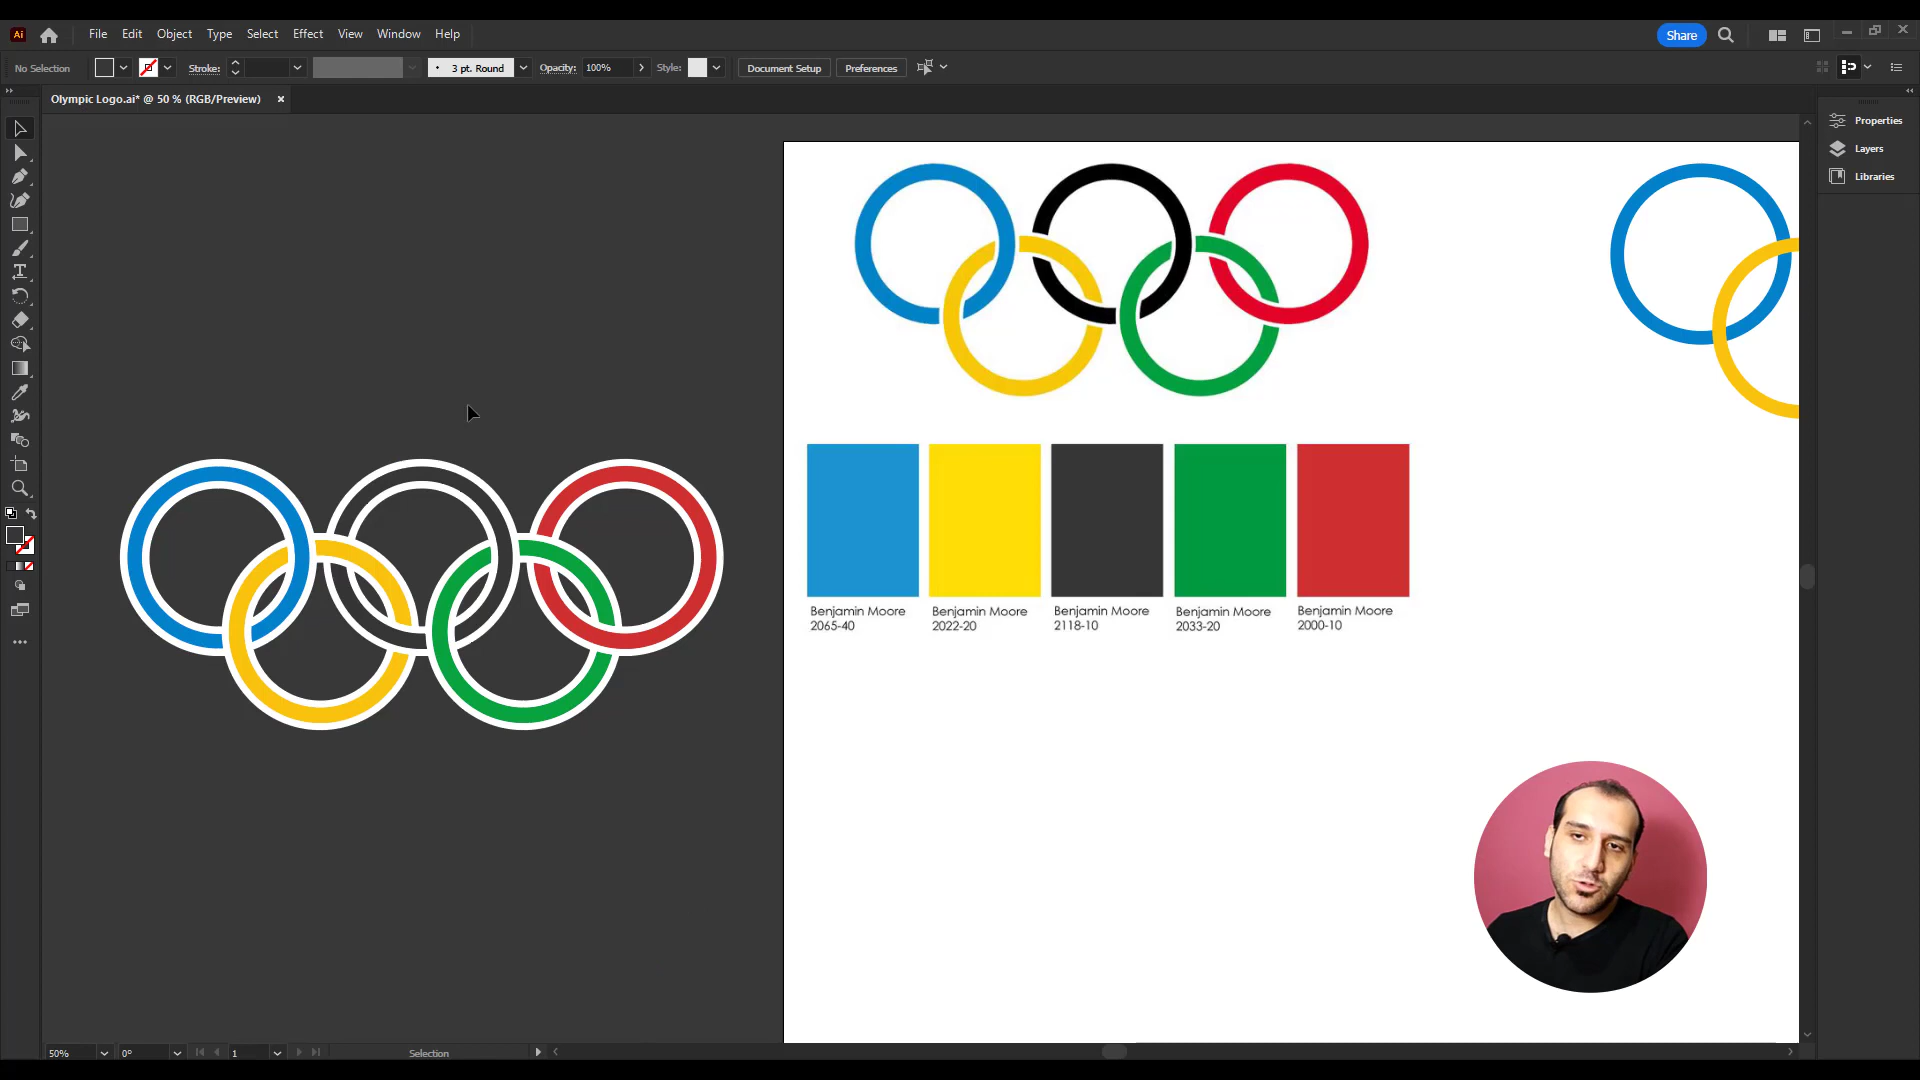 Ai File Edit Object Type Select Effect View Window Help Share
No Selection Stroke: 3 pt. Round Opacity: 100% Style: Document Setup Preferences
Olympic Logo.ai* @ 50 % (RGB/Preview) ×
Properties
Layers
Libraries
Benjamin Moore
2065-40
Benjamin Moore
2022-20
Benjamin Moore
2118-10
Benjamin Moore
2033-20
Benjamin Moore
2000-10
50% 0° 1 Selection